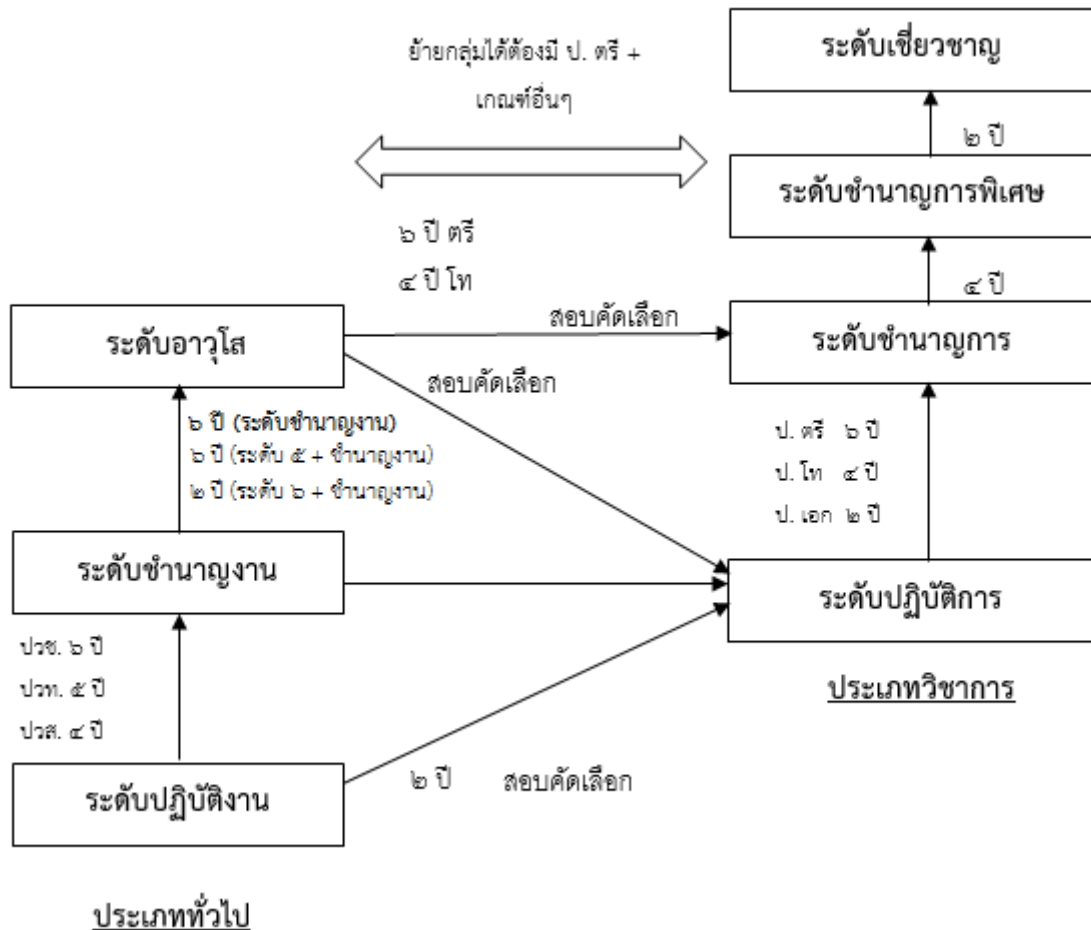 ระดับเชี่ยวชาญ
ย้ายกลุ่มได้ต้องมี ป. ตรี +
เกณฑ์อื่นๆ
๒ ปี
ระดับชำนาญการพิเศษ
๖ ปี ตรี
๔ ปี โท
๔ ปี
สอบคัดเลือก
ระดับอาวุโส
ระดับชำนาญการ
สอบคัดเลือก
๖ ปี (ระดับชำนาญงาน)
๖ ปี (ระดับ ๕ + ชำนาญงาน)
๒ ปี (ระดับ ๖ + ชำนาญงาน)
ป. ตรี ๖ ปี
ป. โท ๔ ปี
ป. เอก ๒ ปี
ระดับชำนาญงาน
ระดับปฏิบัติการ
ปวช. ๖ ปี
ปวท. ๕ ปี
ปวส. ๔ ปี
ประเภทวิชาการ
๒ ปี สอบคัดเลือก
ระดับปฏิบัติงาน
ประเภททั่วไป